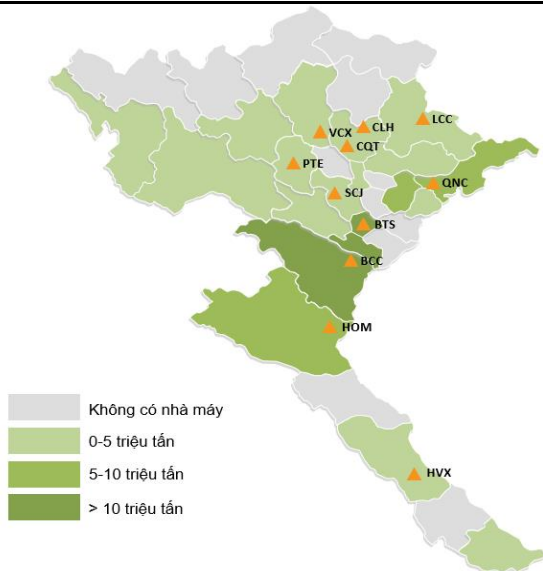 LCC
CLH
VCX
CQT
PTE
QNC
SCJ
BTS
BCC
HOM
HVX
Không có nhà máy
0-5 triệu tấn
5-10 triệu tấn
> 10 triệu tấn